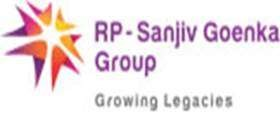 RP - Sanjiv Goenka
Group
Growing Legacies